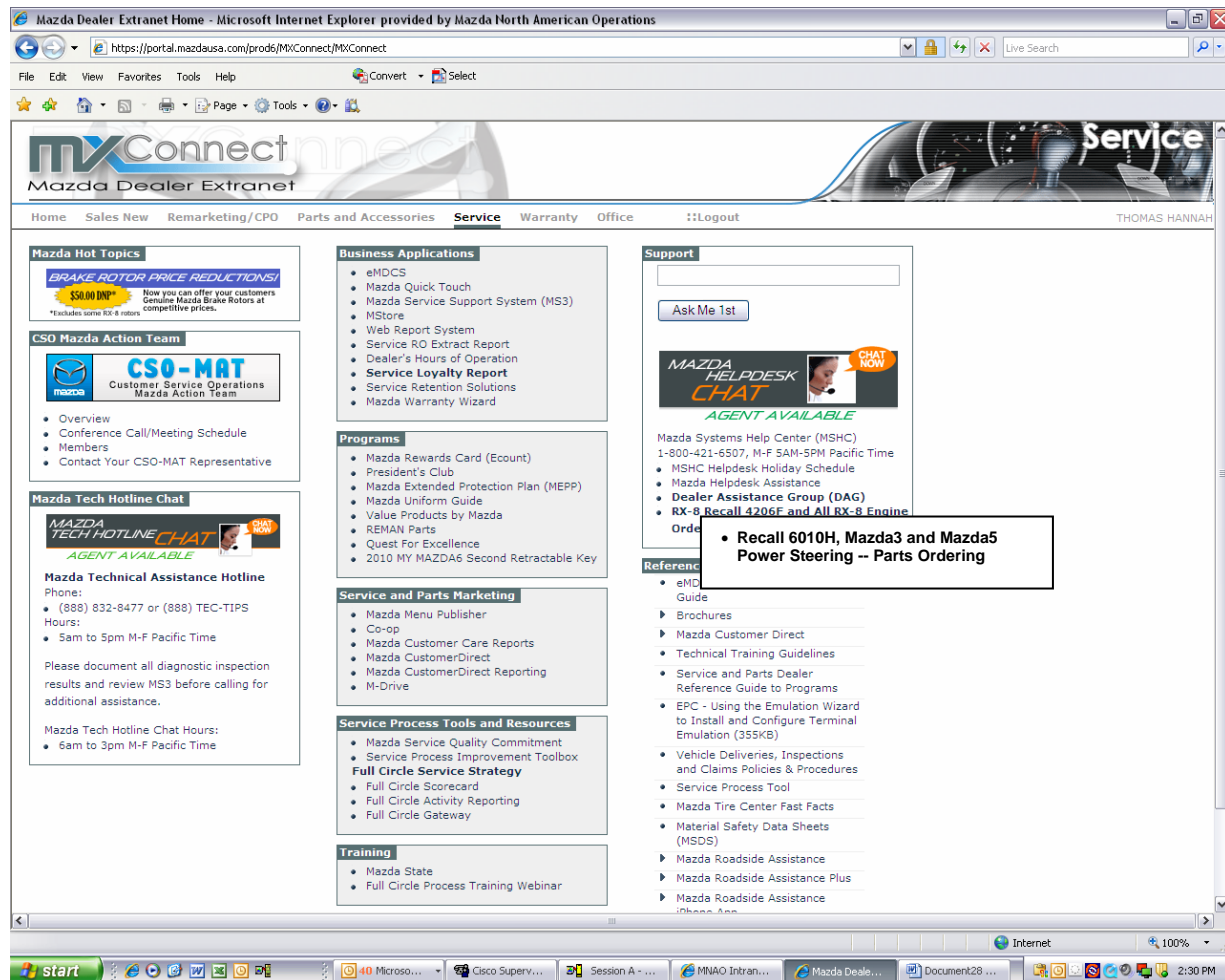 Mazda Dealer Extranet Home - Microsoft Internet Explorer provided by Mazda North American Operations
https://portal.mazdausa.com/prod6/MXConnect/MXConnect
Live Search
File Edit View Favorites Tools Help
Convert Select
Page Tools
mxConnect
Mazda Dealer Extranet
Service
Home Sales New Remarketing/CPO Parts and Accessories Service Warranty Office ::Logout
THOMAS HANNAH
Mazda Hot Topics
BRAKE ROTOR PRICE REDUCTIONS!
$50.00 DNP*
Now you can offer your customers
Genuine Mazda Brake Rotors at
competitive prices.
*Excludes some RX-8 rotors
CSO Mazda Action Team
mazda
CSO-MAT
Customer Service Operations
Mazda Action Team
Overview
Conference Call/Meeting Schedule
Members
Contact Your CSO-MAT Representative
Mazda Tech Hotline Chat
MAZDA
TECH HOTLINE CHAT
CHAT
NOW
AGENT AVAILABLE
Mazda Technical Assistance Hotline
Phone:
(888) 832-8477 or (888) TEC-TIPS
Hours:
5am to 5pm M-F Pacific Time
Please document all diagnostic inspection
results and review MS3 before calling for
additional assistance.
Mazda Tech Hotline Chat Hours:
6am to 3pm M-F Pacific Time
Business Applications
eMDCS
Mazda Quick Touch
Mazda Service Support System (MS3)
MStore
Web Report System
Service RO Extract Report
Dealer's Hours of Operation
Service Loyalty Report
Service Retention Solutions
Mazda Warranty Wizard
Programs
Mazda Rewards Card (Ecount)
President's Club
Mazda Extended Protection Plan (MEPP)
Mazda Uniform Guide
Value Products by Mazda
REMAN Parts
Quest For Excellence
2010 MY MAZDA6 Second Retractable Key
Service and Parts Marketing
Mazda Menu Publisher
Co-op
Mazda Customer Care Reports
Mazda CustomerDirect
Mazda CustomerDirect Reporting
M-Drive
Service Process Tools and Resources
Mazda Service Quality Commitment
Service Process Improvement Toolbox
Full Circle Service Strategy
Full Circle Scorecard
Full Circle Activity Reporting
Full Circle Gateway
Training
Mazda State
Full Circle Process Training Webinar
Support
Ask Me 1st
MAZDA
HELPDESK
CHAT
CHAT
NOW
AGENT AVAILABLE
Mazda Systems Help Center (MSHC)
1-800-421-6507, M-F 5AM-5PM Pacific Time
MSHC Helpdesk Holiday Schedule
Mazda Helpdesk Assistance
Dealer Assistance Group (DAG)
RX-8 Recall 4206F and All RX-8 Engine
Orde
Recall 6010H, Mazda3 and Mazda5
Power Steering -- Parts Ordering
Referenc
eMD
Guide
Brochures
Mazda Customer Direct
Technical Training Guidelines
Service and Parts Dealer
Reference Guide to Programs
EPC - Using the Emulation Wizard
to Install and Configure Terminal
Emulation (355KB)
Vehicle Deliveries, Inspections
and Claims Policies & Procedures
Service Process Tool
Mazda Tire Center Fast Facts
Material Safety Data Sheets
(MSDS)
Mazda Roadside Assistance
Mazda Roadside Assistance Plus
Mazda Roadside Assistance
iPhone App
Internet 100%
start 40 Microso... Cisco Superv... Session A - ... MNAO Intran... Mazda Deale... Document28 ... 2:30 PM